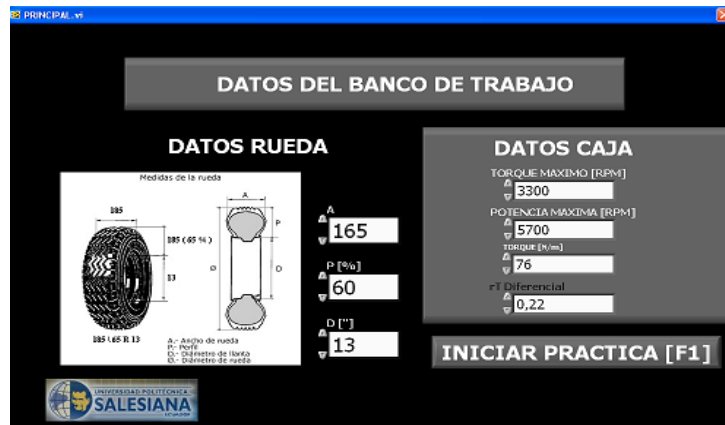 PRINCIPAL.vi
DATOS DEL BANCO DE TRABAJO
DATOS RUEDA
Medidas de la rueda
185
185 (65 %)
13
185 \ 65 R 13
A
P
Ø
D
A.- Ancho de rueda
P.- Perfil
D.- Diámetro de llanta
Ø.- Diámetro de rueda
A
165
P [%]
60
D ["]
13
DATOS CAJA
TORQUE MAXIMO [RPM]
3300
POTENCIA MAXIMA [RPM]
5700
TORQUE [N/m]
76
rT Diferencial
0,22
INICIAR PRACTICA [F1]
UNIVERSIDAD POLITÉCNICA
SALESIANA
ECUADOR